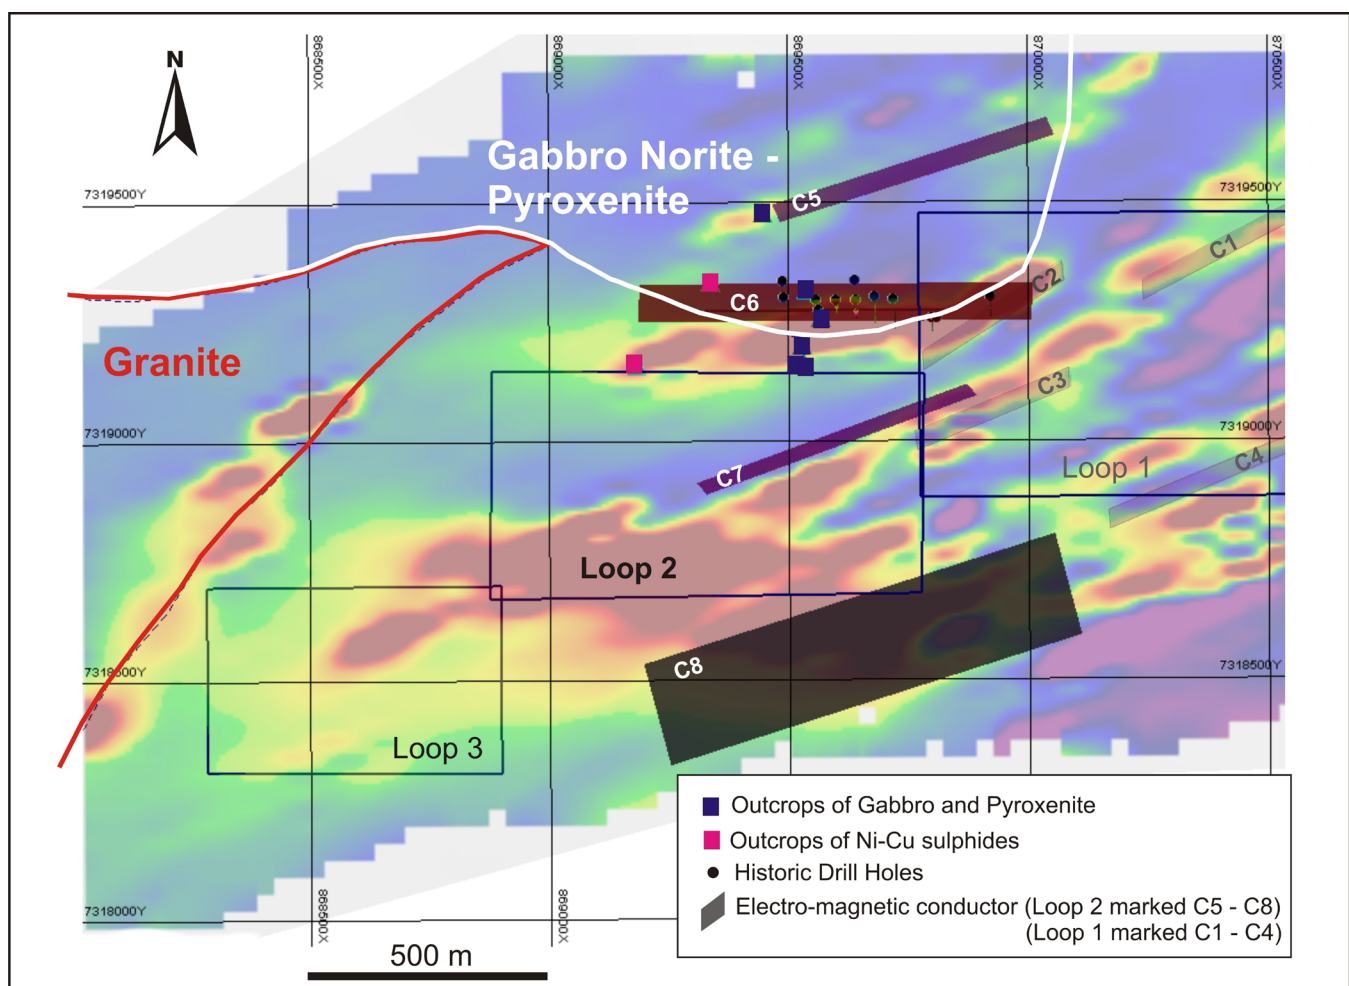 N
868500X
869000X
869500X
870000X
870500X
Gabbro Norite -
Pyroxenite
7319500Y
7319500Y
C5
C1
C2
C6
Granite
C3
7319000Y
7319000Y
C4
Loop 1
C7
Loop 2
C8
7318500Y
7318500Y
Loop 3
Outcrops of Gabbro and Pyroxenite
Outcrops of Ni-Cu sulphides
Historic Drill Holes
Electro-magnetic conductor (Loop 2 marked C5 - C8)
(Loop 1 marked C1 - C4)
7318000Y
868500X
869000X
500 m